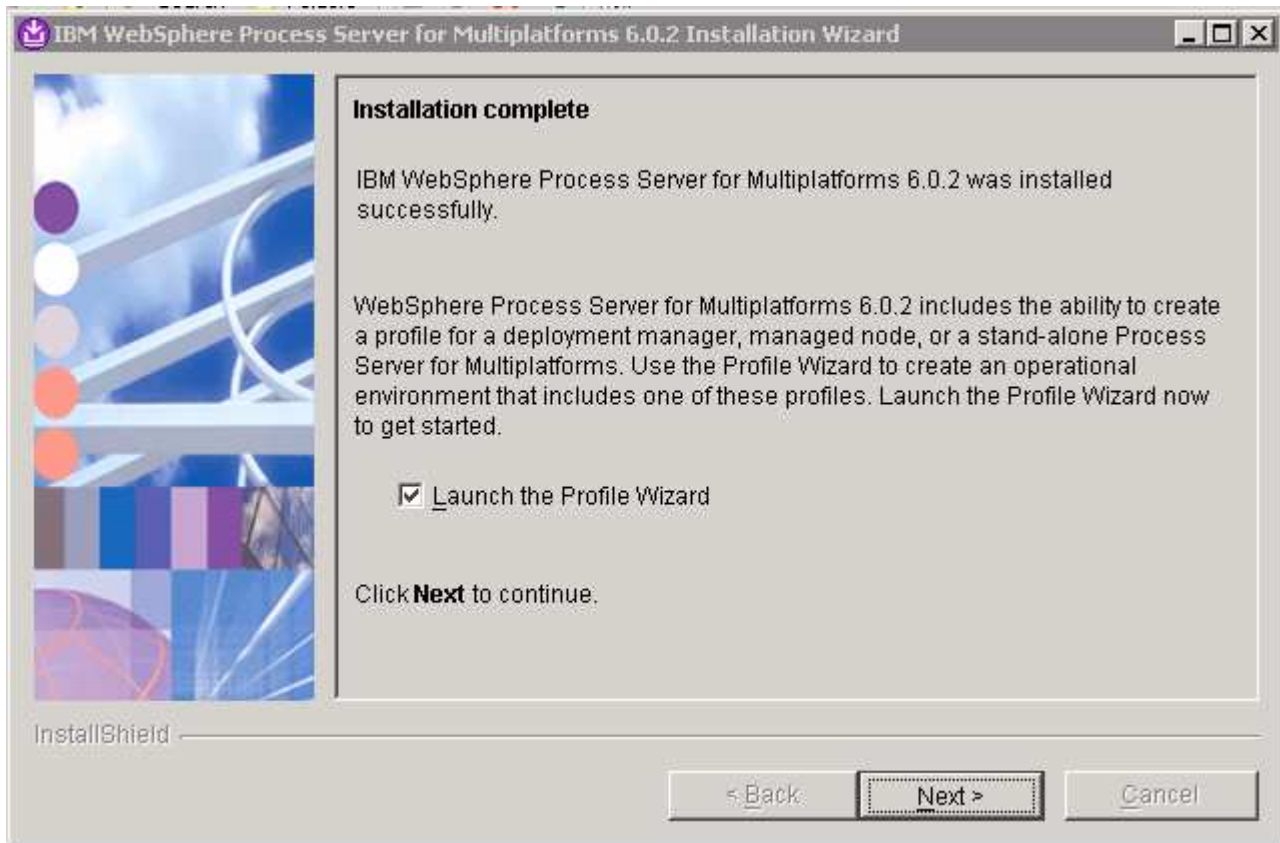 IBM WebSphere Process Server for Multiplatforms 6.0.2 Installation Wizard
Installation complete
IBM WebSphere Process Server for Multiplatforms 6.0.2 was installed
successfully.
WebSphere Process Server for Multiplatforms 6.0.2 includes the ability to create
a profile for a deployment manager, managed node, or a stand-alone Process
Server for Multiplatforms. Use the Profile Wizard to create an operational
environment that includes one of these profiles. Launch the Profile Wizard now
to get started.
Launch the Profile Wizard
Click Next to continue.
InstallShield
< Back
Next >
Cancel